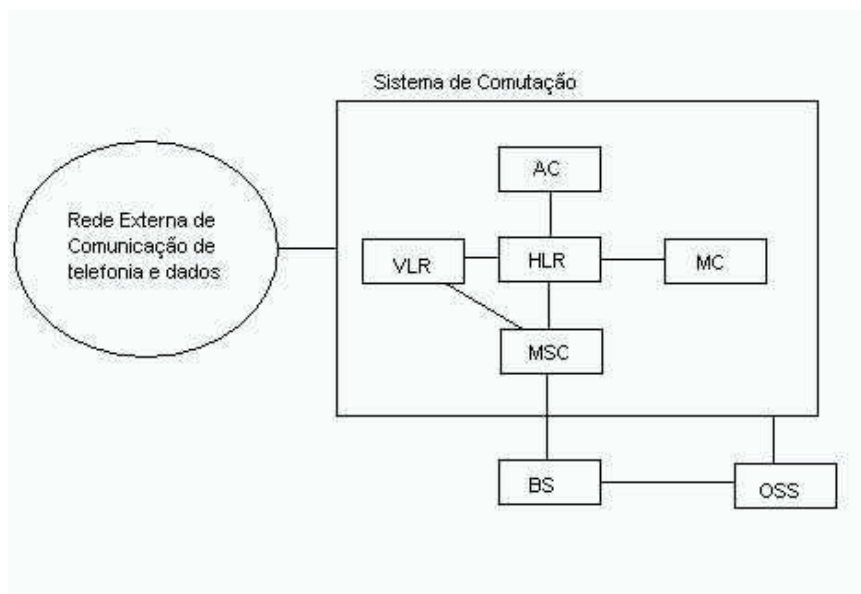 Sistema de Comutação
AC
Rede Externa de
Comunicação de
telefonia e dados
VLR
HLR
MC
MSC
BS
OSS